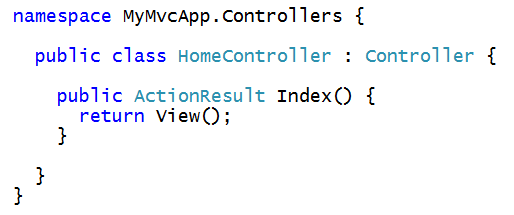 namespace MyMvcApp.Controllers {
public class HomeController : Controller {
public ActionResult Index() {
return View();
}
}
}